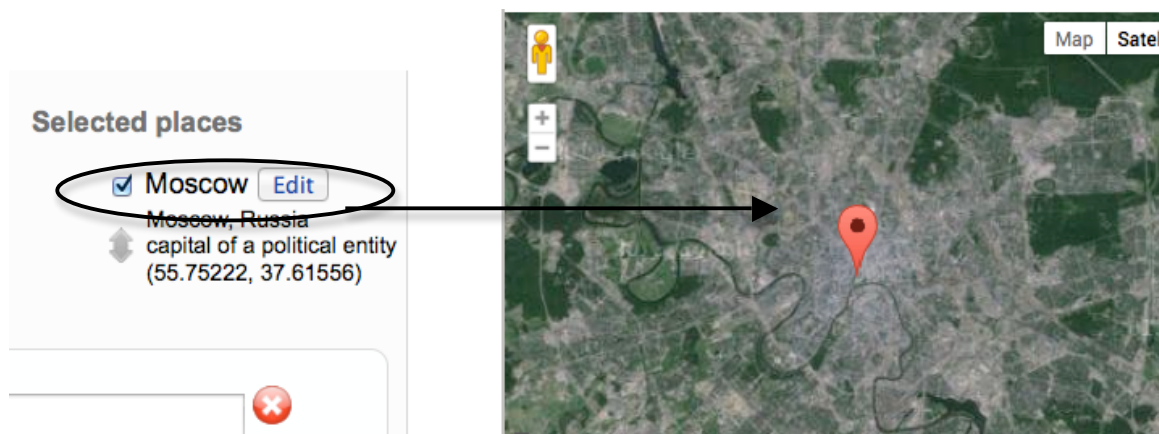 Selected places
Moscow Edit
Moscow, Russia
capital of a political entity
(55.75222, 37.61556)
+
−
Map Satel